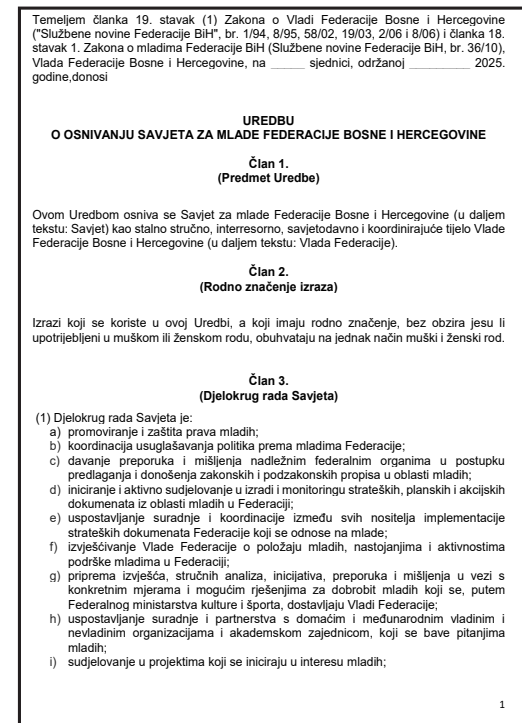 Temeljem članka 19. stavak (1) Zakona o Vladi Federacije Bosne i Hercegovine
("Službene novine Federacije BiH", br. 1/94, 8/95, 58/02, 19/03, 2/06 i 8/06) i članka 18.
stavak 1. Zakona o mladima Federacije BiH (Službene novine Federacije BiH, br. 36/10),
Vlada Federacije Bosne i Hercegovine, na _____ sjednici, održanoj _________ 2025.
godine,donosi
UREDBU
O OSNIVANJU SAVJETA ZA MLADE FEDERACIJE BOSNE I HERCEGOVINE
Član 1.
(Predmet Uredbe)
Ovom Uredbom osniva se Savjet za mlade Federacije Bosne i Hercegovine (u daljem
tekstu: Savjet) kao stalno stručno, interresorno, savjetodavno i koordinirajuće tijelo Vlade
Federacije Bosne i Hercegovine (u daljem tekstu: Vlada Federacije).
Član 2.
(Rodno značenje izraza)
Izrazi koji se koriste u ovoj Uredbi, a koji imaju rodno značenje, bez obzira jesu li
upotrijebljeni u muškom ili ženskom rodu, obuhvataju na jednak način muški i ženski rod.
Član 3.
(Djelokrug rada Savjeta)
(1) Djelokrug rada Savjeta je:
a) promoviranje i zaštita prava mladih;
b) koordinacija usuglašavanja politika prema mladima Federacije;
c) davanje preporuka i mišljenja nadležnim federalnim organima u postupku
predlaganja i donošenja zakonskih i podzakonskih propisa u oblasti mladih;
d) iniciranje i aktivno sudjelovanje u izradi i monitoringu strateških, planskih i akcijskih
dokumenata iz oblasti mladih u Federaciji;
e) uspostavljanje suradnje i koordinacije između svih nositelja implementacije
strateških dokumenata Federacije koji se odnose na mlade;
f) izvješćivanje Vlade Federacije o položaju mladih, nastojanjima i aktivnostima
podrške mladima u Federaciji;
g) priprema izvješća, stručnih analiza, inicijativa, preporuka i mišljenja u vezi s
konkretnim mjerama i mogućim rješenjima za dobrobit mladih koji se, putem
Federalnog ministarstva kulture i športa, dostavljaju Vladi Federacije;
h) uspostavljanje suradnje i partnerstva s domaćim i međunarodnim vladinim i
nevladinim organizacijama i akademskom zajednicom, koji se bave pitanjima
mladih;
i) sudjelovanje u projektima koji se iniciraju u interesu mladih;
1